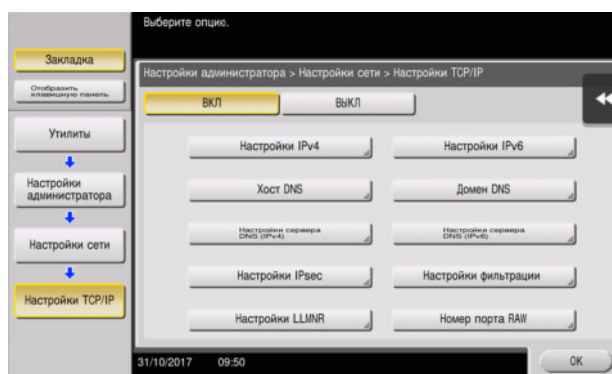 Выберите опцию.
Закладка
Отобразить
клавишную панель
Утилиты
Настройки
администратора
Настройки сети
Настройки TCP/IP
Настройки администратора > Настройки сети > Настройки TCP/IP
ВКЛ
ВЫКЛ
Настройки IPv4
Настройки IPv6
Хост DNS
Домен DNS
Настройки сервера
DNS (IPv4)
Настройки сервера
DNS (IPv6)
Настройки IPsec
Настройки фильтрации
Настройки LLMNR
Номер порта RAW
31/10/2017 09:50
OK